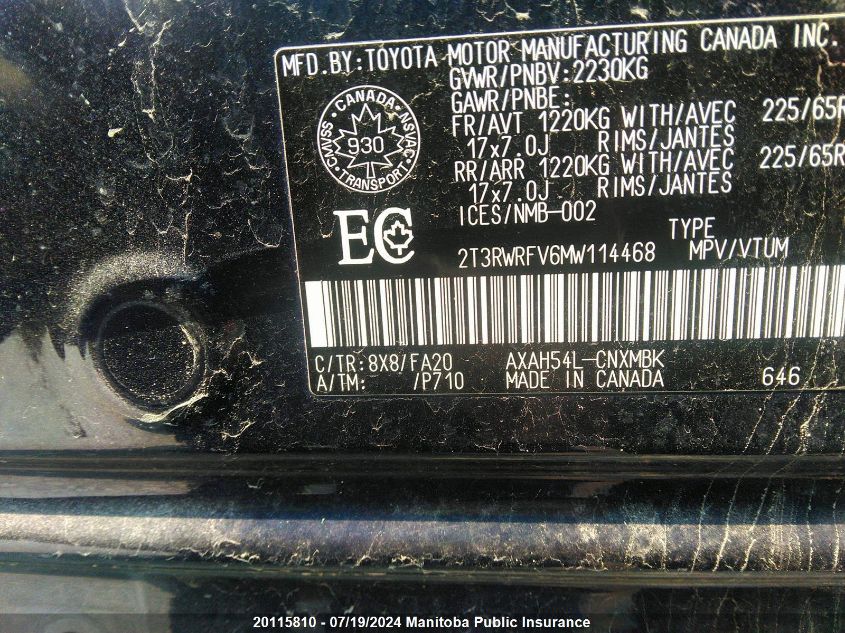 MFD.BY:TOYOTA MOTOR MANUFACTURING CANADA INC.
GVWR/PNBV:2230KG
GAWR/PNBE:
FR/AVT 1220KG WITH/AVEC 225/65R
17x7.0J RIMS/JANTES
RR/ARR 1220KG WITH/AVEC 225/65R
17x7.0J RIMS/JANTES
ICES/NMB-002
CANADA
CMVSS
NSVAC
930
TRANSPORT
EC
TYPE
2T3RWRFV6MW114468 MPV/VTUM
C/TR:8X8/FA20 AXAH54L-CNXMBK
A/TM: /P710 MADE IN CANADA 646
20115810 - 07/19/2024 Manitoba Public Insurance